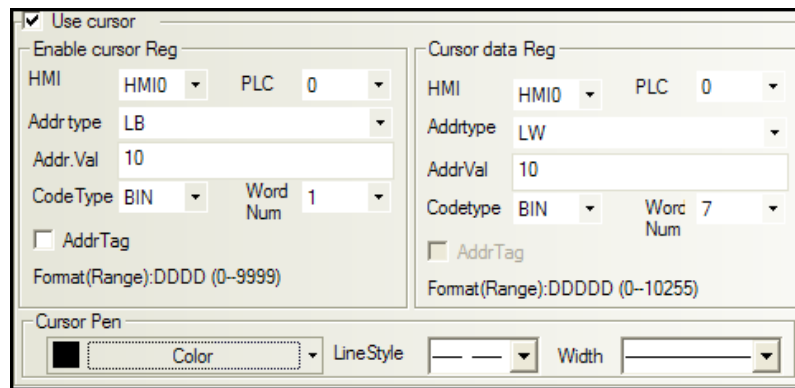 Use cursor
Enable cursor Reg
HMI HMI0 PLC 0
Addr type LB
Addr.Val 10
CodeType BIN Word Num 1
AddrTag
Format(Range):DDDD (0--9999)
Cursor data Reg
HMI HMI0 PLC 0
Addrtype LW
AddrVal 10
Codetype BIN Word Num 7
AddrTag
Format(Range):DDDDD (0--10255)
Cursor Pen
Color LineStyle Width